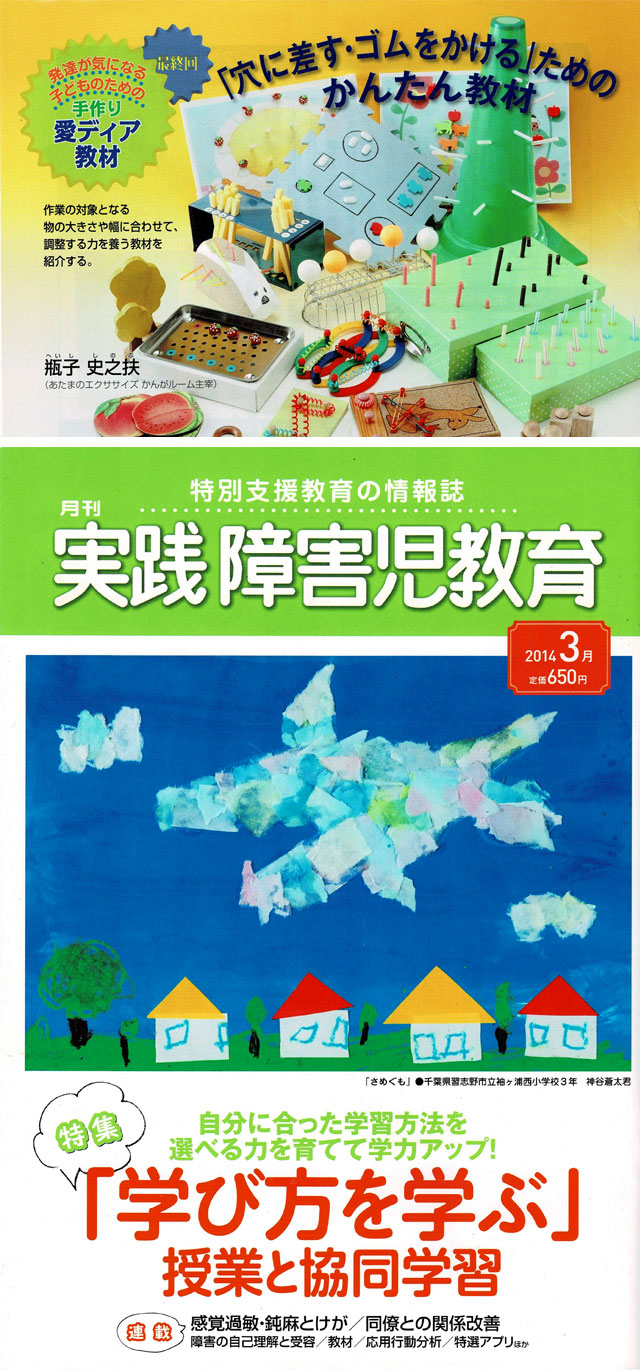 発達が気になる
子どものための
手作り
愛ディア
教材
最終回
「穴に差す・ゴムをかける」ための
かんたん教材
作業の対象となる
物の大きさや幅に合わせて、
調整する力を養う教材を
紹介する。
へいし しのぶ
瓶子 史之扶
（あたまのエクササイズ かんがルーム主宰）
特別支援教育の情報誌
月刊
実践 障害児教育
2014 3月
定価650円
「さめぐも」●千葉県習志野市立袖ヶ浦西小学校3年 神谷蒼太君
特集
自分に合った学習方法を
選べる力を育てて学力アップ!
「学び方を学ぶ」
授業と協同学習
連載
感覚過敏・鈍麻とけが／同僚との関係改善
障害の自己理解と受容／教材／応用行動分析／特選アプリほか